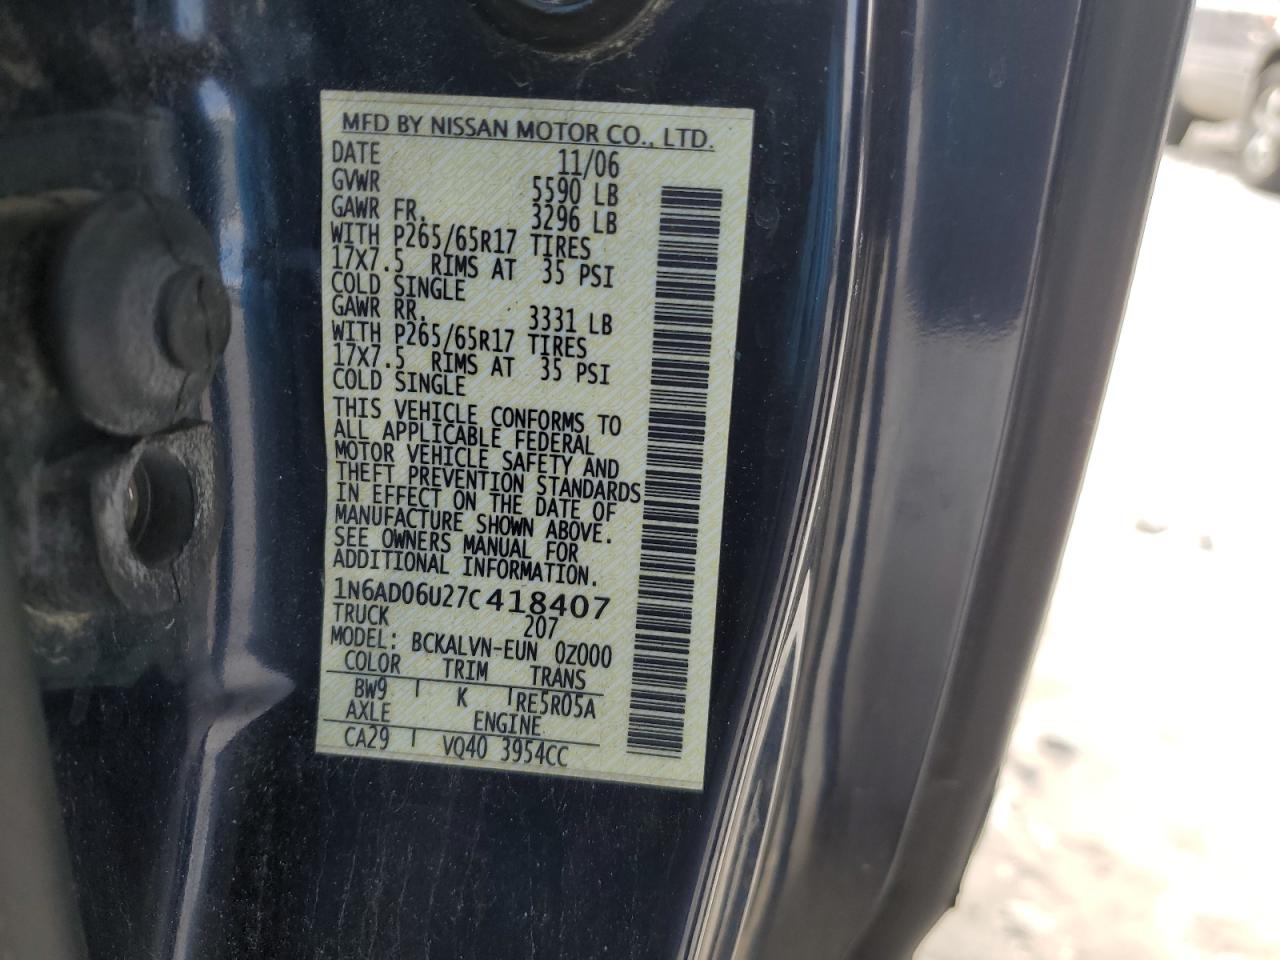 MFD BY NISSAN MOTOR CO., LTD.
DATE 11/06
GVWR 5590 LB
GAWR FR. 3296 LB
WITH P265/65R17 TIRES
17X7.5 RIMS AT 35 PSI
COLD SINGLE
GAWR RR. 3331 LB
WITH P265/65R17 TIRES
17X7.5 RIMS AT 35 PSI
COLD SINGLE
THIS VEHICLE CONFORMS TO
ALL APPLICABLE FEDERAL
MOTOR VEHICLE SAFETY AND
THEFT PREVENTION STANDARDS
IN EFFECT ON THE DATE OF
MANUFACTURE SHOWN ABOVE.
SEE OWNERS MANUAL FOR
ADDITIONAL INFORMATION.
1N6AD06U27C418407
TRUCK 207
MODEL: BCKALVN-EUN 0Z000
COLOR TRIM TRANS
BW9 K RE5R05A
AXLE ENGINE
CA29 VQ40 3954CC